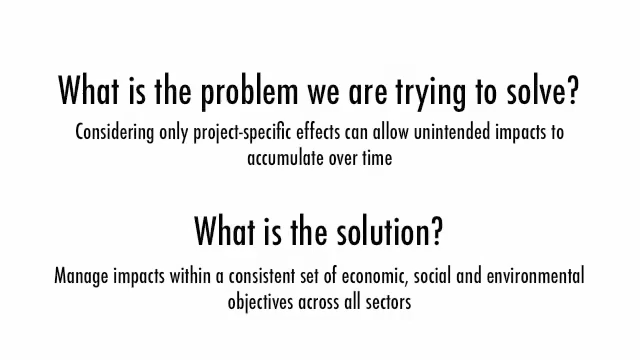 What is the problem we are trying to solve?
Considering only project-specific effects can allow unintended impacts to
accumulate over time
What is the solution?
Manage impacts within a consistent set of economic, social and environmental
objectives across all sectors